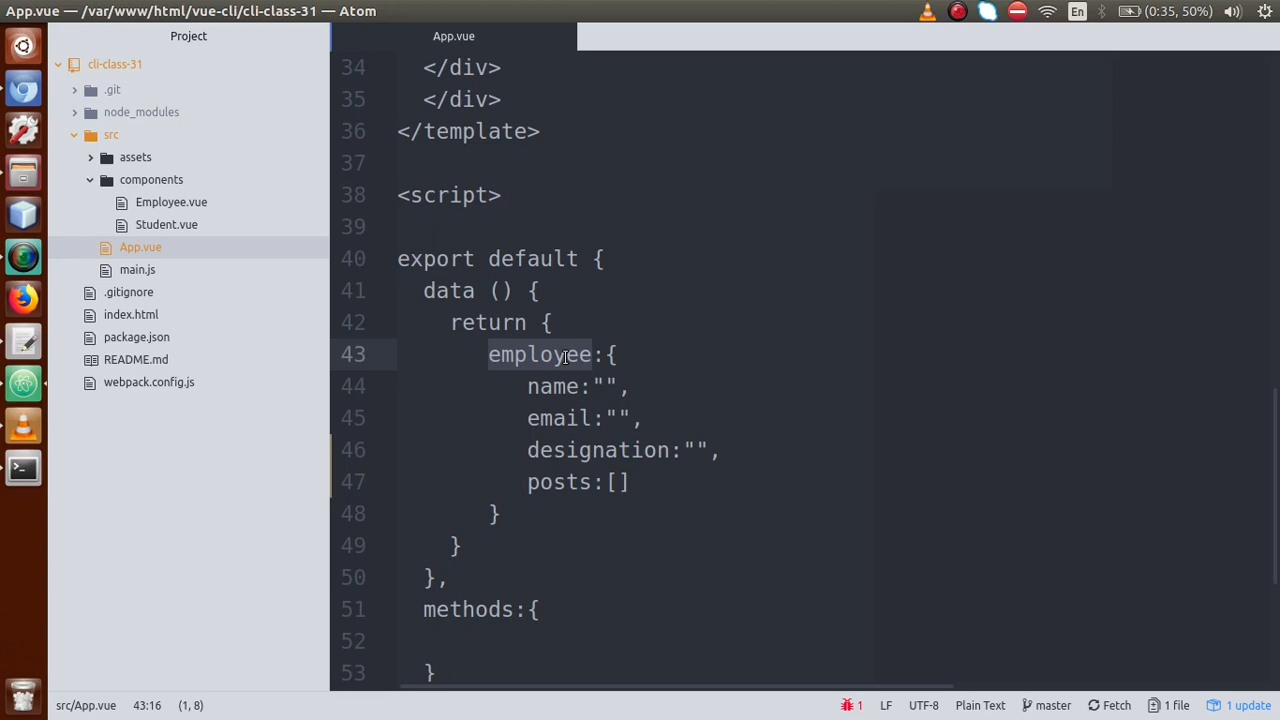 App.vue — /var/www/html/vue-cli/cli-class-31 — Atom
En
(0:35, 50%)
Project
App.vue
cli-class-31
.git
node_modules
src
assets
components
Employee.vue
Student.vue
App.vue
main.js
.gitignore
index.html
package.json
README.md
webpack.config.js
34 </div>
35 </div>
36 </template>
37
38 <script>
39
40 export default {
41 data () {
42 return {
43 employee:{
44 name:"",
45 email:"",
46 designation:"",
47 posts:[]
48 }
49 }
50 },
51 methods:{
52
53 }
src/App.vue 43:16 (1, 8) 1 LF UTF-8 Plain Text master Fetch 1 file 1 update